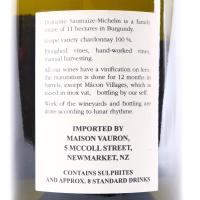 Domaine Saumaize-Michelin is a family
estate of 11 hectares in Burgundy.
Grape variety chardonnay 100 %.
Ploughed vines, hand-worked vines,
manual harvesting.
All our wines have a vinification on lees,
the maturation is done for 12 months in
barrels, except Mâcon Villages, which is
raised in inox vat, bottling by our self.
Work of the wineyards and bottling are
done according to lunar rhythme.
IMPORTED BY
MAISON VAURON,
5 MCCOLL STREET,
NEWMARKET, NZ
CONTAINS SULPHITES
AND APPROX. 8 STANDARD DRINKS